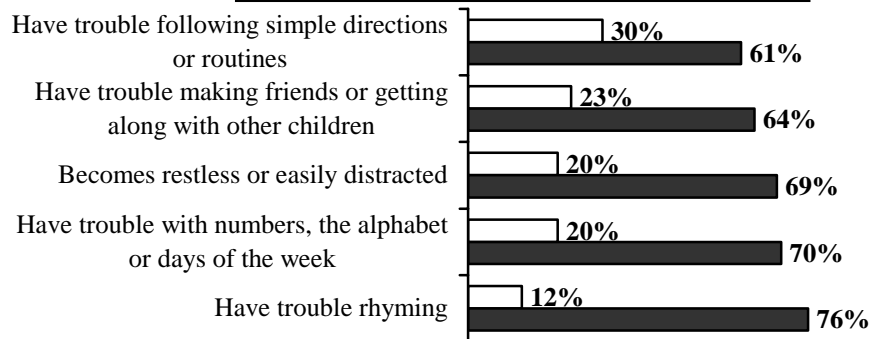 Have trouble following simple directions
or routines
30%
61%
Have trouble making friends or getting
along with other children
23%
64%
Becomes restless or easily distracted
20%
69%
Have trouble with numbers, the alphabet
or days of the week
20%
70%
Have trouble rhyming
12%
76%